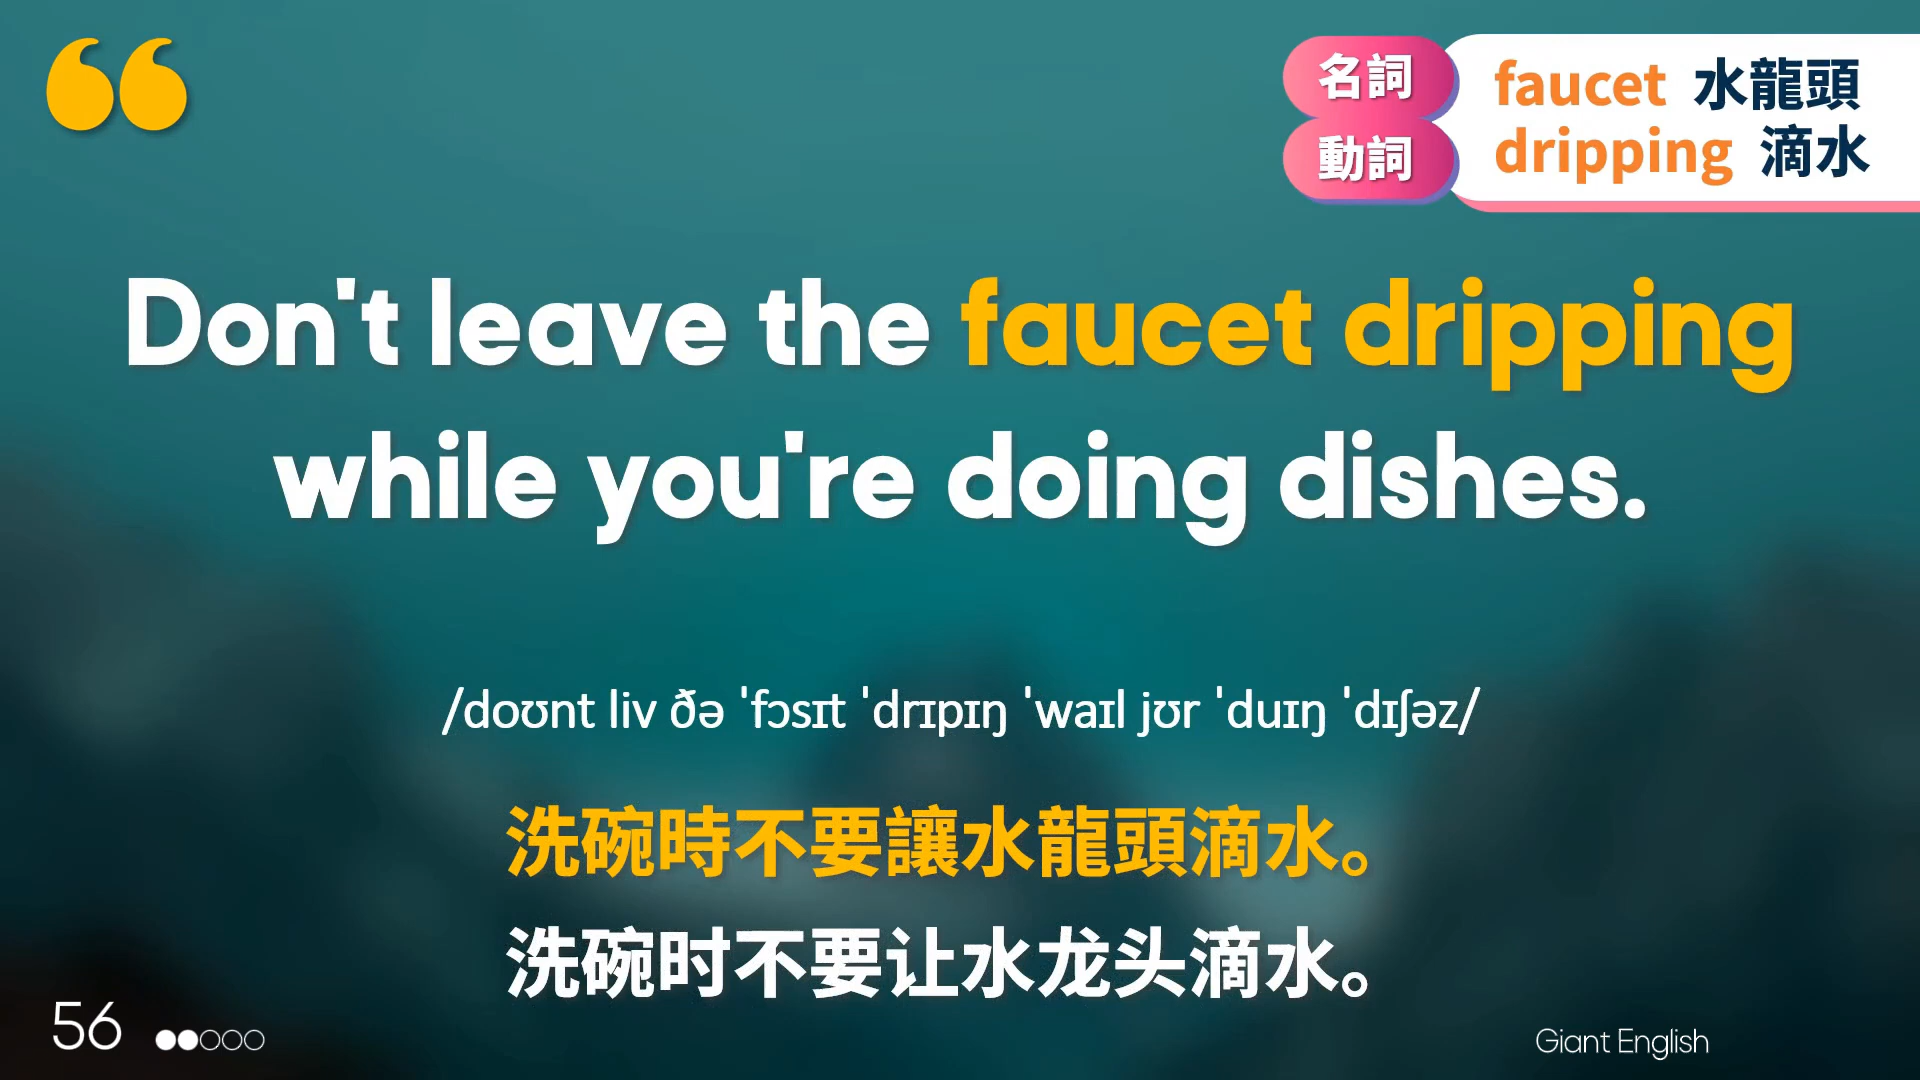 名詞 faucet 水龍頭
動詞 dripping 滴水
Don't leave the faucet dripping
while you're doing dishes.
/doʊnt liv ðə ˈfɔsɪt ˈdrɪpɪŋ ˈwaɪl jʊr ˈduɪŋ ˈdɪʃəz/
洗碗時不要讓水龍頭滴水。
洗碗时不要让水龙头滴水。
56
Giant English